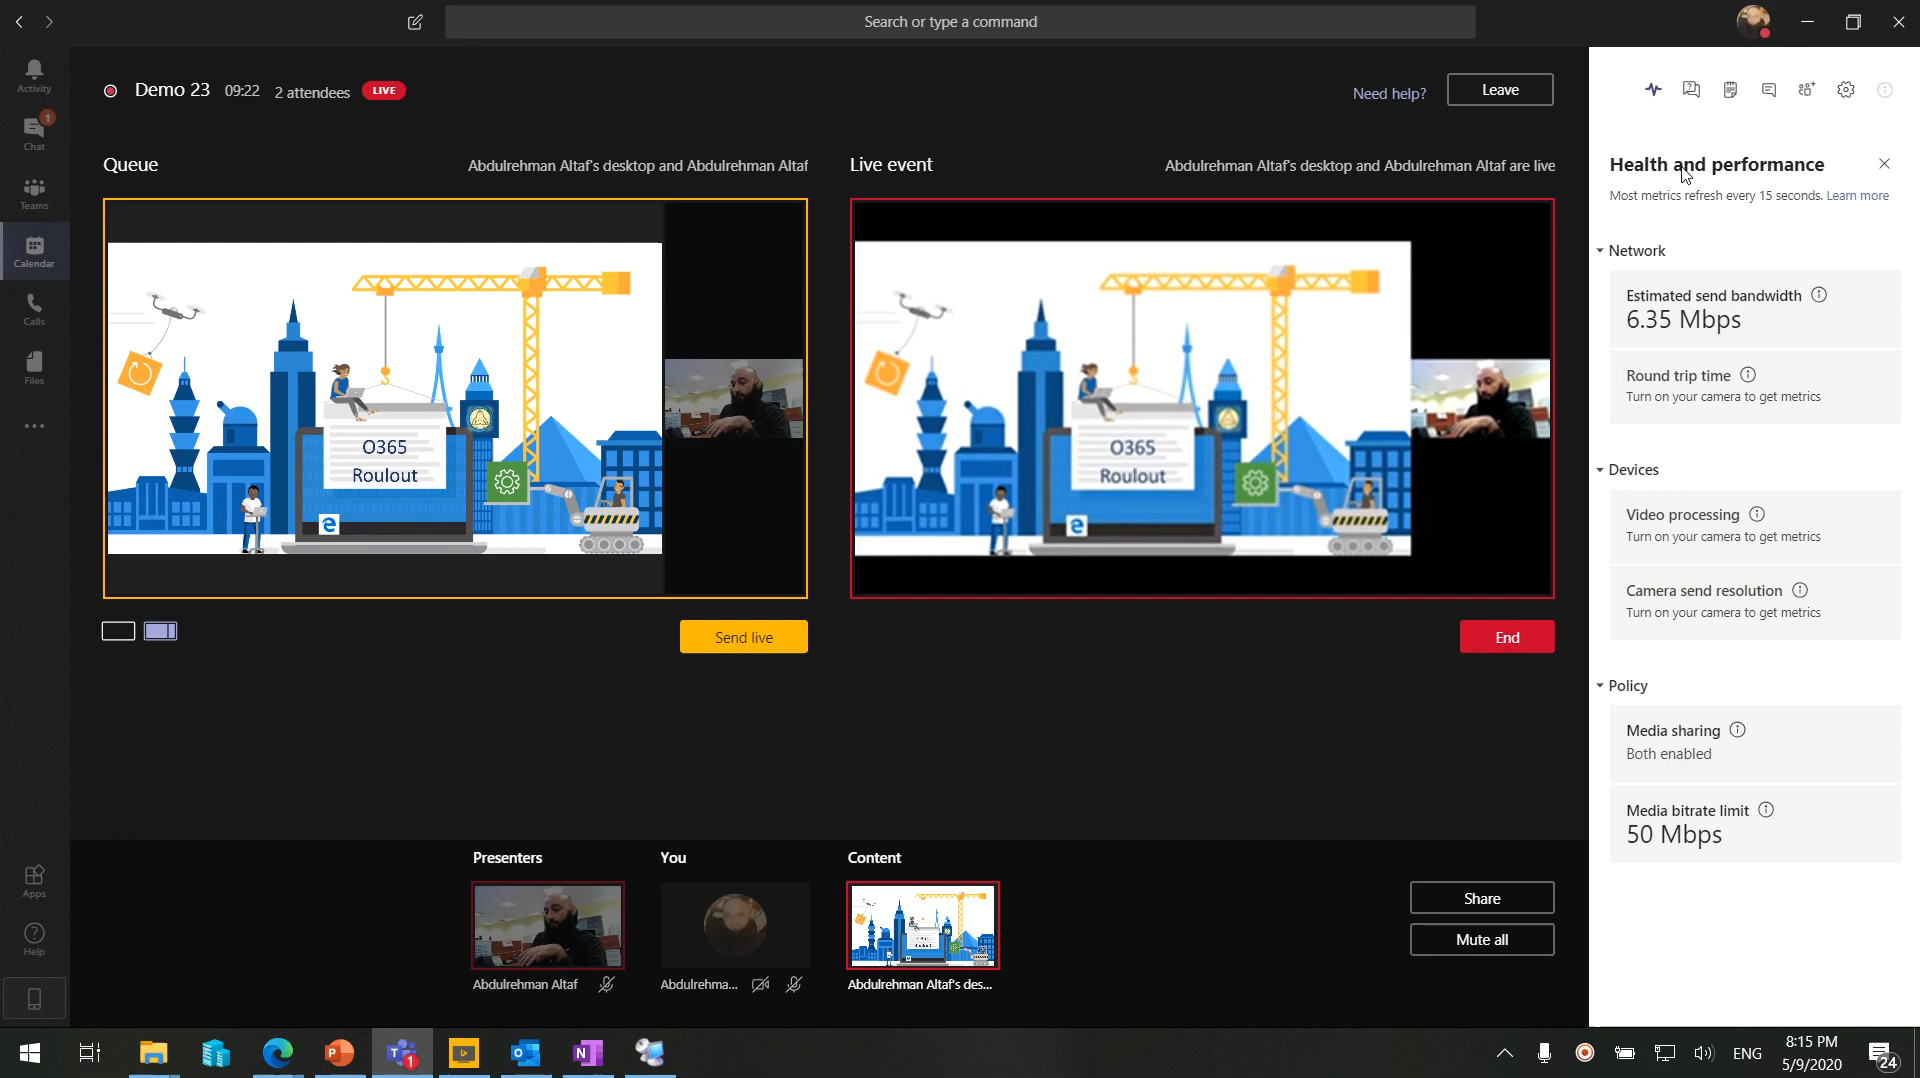 Search or type a command
Activity
1
Chat
Teams
Calendar
Calls
Files
Apps
Help
Demo 23 09:22 2 attendees LIVE
Need help? Leave
Queue Abdulrehman Altaf's desktop and Abdulrehman Altaf
Live event Abdulrehman Altaf's desktop and Abdulrehman Altaf are live
O365
Roulout
O365
Roulout
Send live
End
Presenters You Content
Abdulrehman Altaf
Abdulrehma...
Abdulrehman Altaf's des...
Share
Mute all
Health and performance
Most metrics refresh every 15 seconds. Learn more
Network
Estimated send bandwidth
6.35 Mbps
Round trip time
Turn on your camera to get metrics
Devices
Video processing
Turn on your camera to get metrics
Camera send resolution
Turn on your camera to get metrics
Policy
Media sharing
Both enabled
Media bitrate limit
50 Mbps
1
ENG
8:15 PM
5/9/2020
24